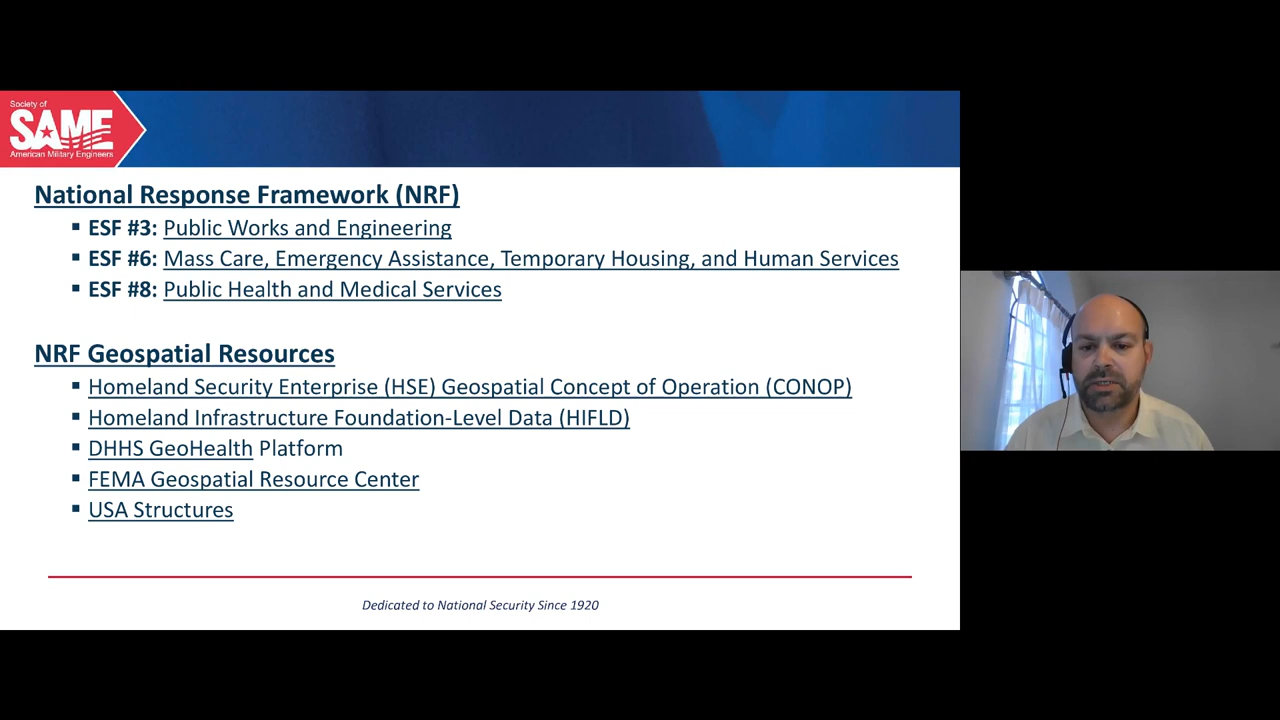 Society of
SAME
American Military Engineers
National Response Framework (NRF)
▪ ESF #3: Public Works and Engineering
▪ ESF #6: Mass Care, Emergency Assistance, Temporary Housing, and Human Services
▪ ESF #8: Public Health and Medical Services
NRF Geospatial Resources
▪ Homeland Security Enterprise (HSE) Geospatial Concept of Operation (CONOP)
▪ Homeland Infrastructure Foundation-Level Data (HIFLD)
▪ DHHS GeoHealth Platform
▪ FEMA Geospatial Resource Center
▪ USA Structures
Dedicated to National Security Since 1920